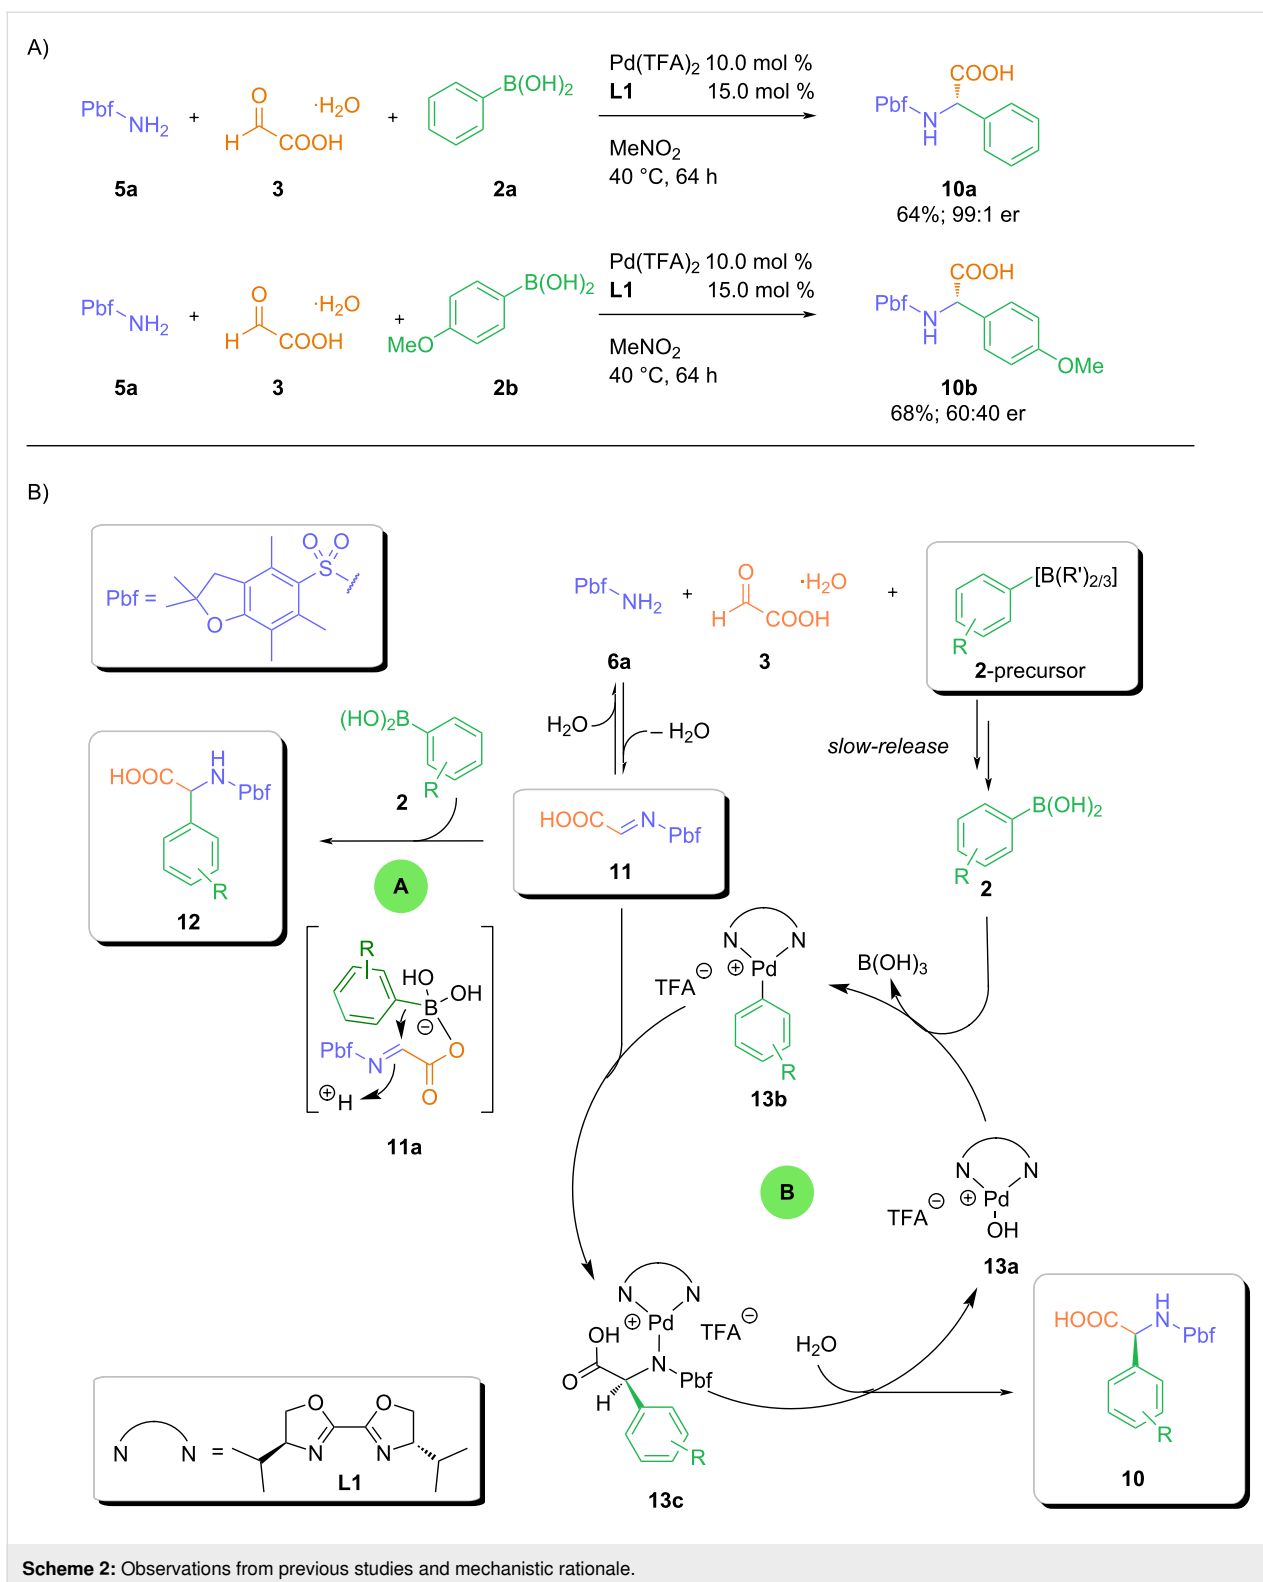 A)
Pbf
NH2
5a
+
O
H
COOH
·H2O
3
+
B(OH)2
2a
Pd(TFA)2 10.0 mol %
L1 15.0 mol %
MeNO2
40 °C, 64 h
COOH
Pbf
N
H
10a
64%; 99:1 er
Pbf
NH2
5a
+
O
H
COOH
·H2O
3
+
B(OH)2
MeO
2b
Pd(TFA)2 10.0 mol %
L1 15.0 mol %
MeNO2
40 °C, 64 h
COOH
Pbf
N
H
OMe
10b
68%; 60:40 er
B)
Pbf =
O
O O
S
Pbf
NH2
6a
+
O
H
COOH
·H2O
3
+
[B(R')2/3]
R
2-precursor
H2O
– H2O
slow-release
(HO)2B
R
2
HOOC
H
N
Pbf
R
12
A
HOOC
N
Pbf
11
B(OH)2
R
2
R
HO
OH
B
⊖
Pbf
N
O
O
⊕
H
11a
N N
⊕ Pd
TFA ⊖
R
13b
B(OH)3
B
N N
⊕ Pd
OH
TFA ⊖
13a
N N
⊕ Pd
TFA ⊖
OH
O
N
Pbf
H
R
13c
H2O
HOOC
H
N
Pbf
R
10
N N =
O O
N N
L1
Scheme 2: Observations from previous studies and mechanistic rationale.